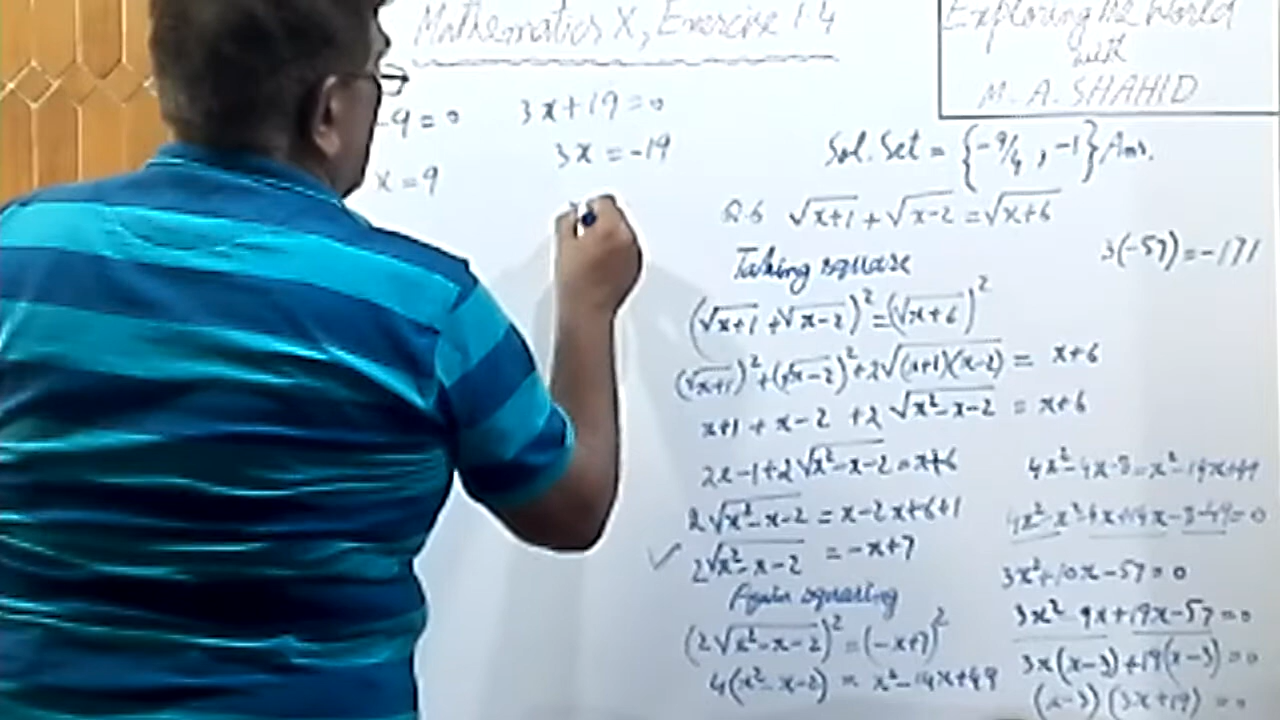 Mathematics X, Exercise 1.4
Exploring the World
with
M. A. SHAHID
-9=0
x=9
3x+19=0
3x=-19
Sol. Set = {-9/4, -1} Ans.
Q.6 √x+1 + √x-2 = √x+6
3(-57)=-171
Taking square
(√x+1 + √x-2)² = (√x+6)²
(√x+1)² + (√x-2)² + 2√(x+1)(x-2) = x+6
x+1 + x-2 + 2√x²-x-2 = x+6
2x-1+2√x²-x-2 = x+6
2√x²-x-2 = x-2x+6+1
✓ 2√x²-x-2 = -x+7
Again squaring
(2√x²-x-2)² = (-x+7)²
4(x²-x-2) = x²-14x+49
4x²-4x-8=x²-14x+49
4x²-x²-4x+14x-8-49=0
3x²+10x-57=0
3x²-9x+19x-57=0
3x(x-3)+19(x-3)=0
(x-3)(3x+19)=0